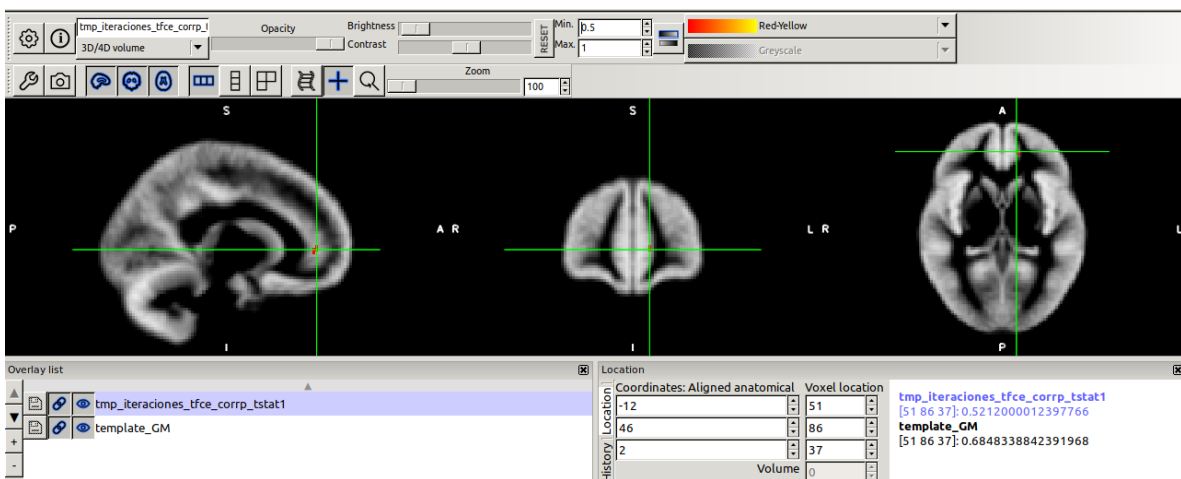 tmp_iteraciones_tfce_corrp_t
Opacity
Brightness
RESET
Min.
0.5
Red-Yellow
3D/4D volume
Contrast
Max.
1
Greyscale
Zoom
100
S
S
A
P
A R
L R
L
I
I
P
Overlay list
Location
tmp_iteraciones_tfce_corrp_tstat1
template_GM
Location
History
Coordinates: Aligned anatomical
Voxel location
-12
51
46
86
2
37
Volume
0
tmp_iteraciones_tfce_corrp_tstat1
[51 86 37]: 0.5212000012397766
template_GM
[51 86 37]: 0.6848338842391968